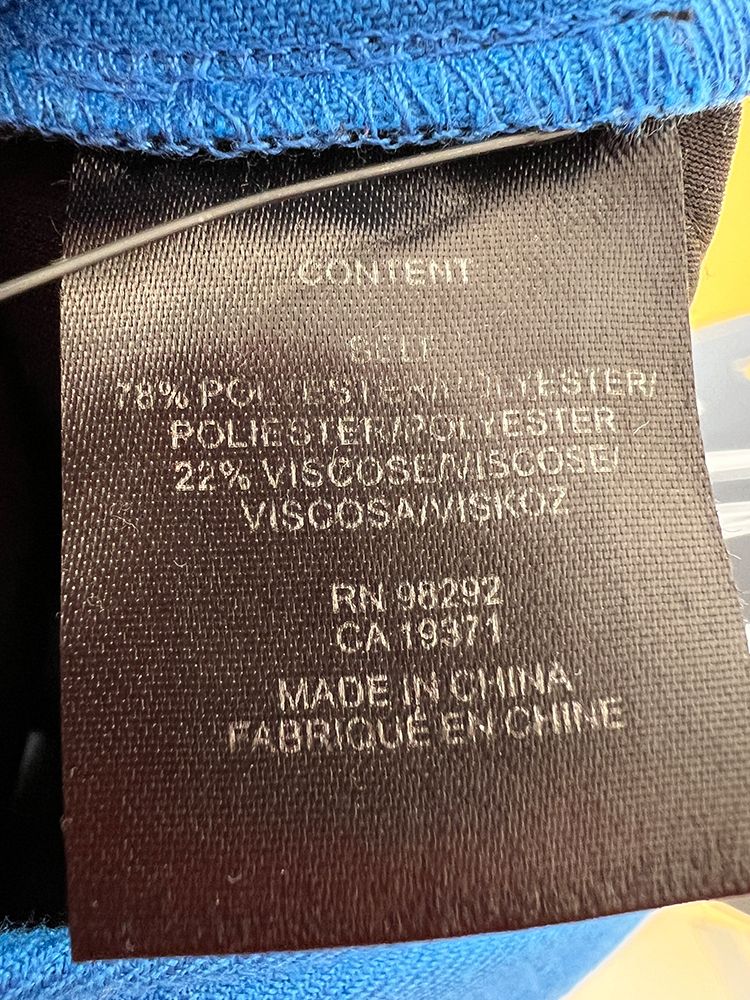 CONTENT
SELF
78% POLYESTER/POLYESTER/
POLIESTER/POLYESTER
22% VISCOSE/VISCOSE/
VISCOSA/VISKOZ
RN 98292
CA 19371
MADE IN CHINA
FABRIQUE EN CHINE